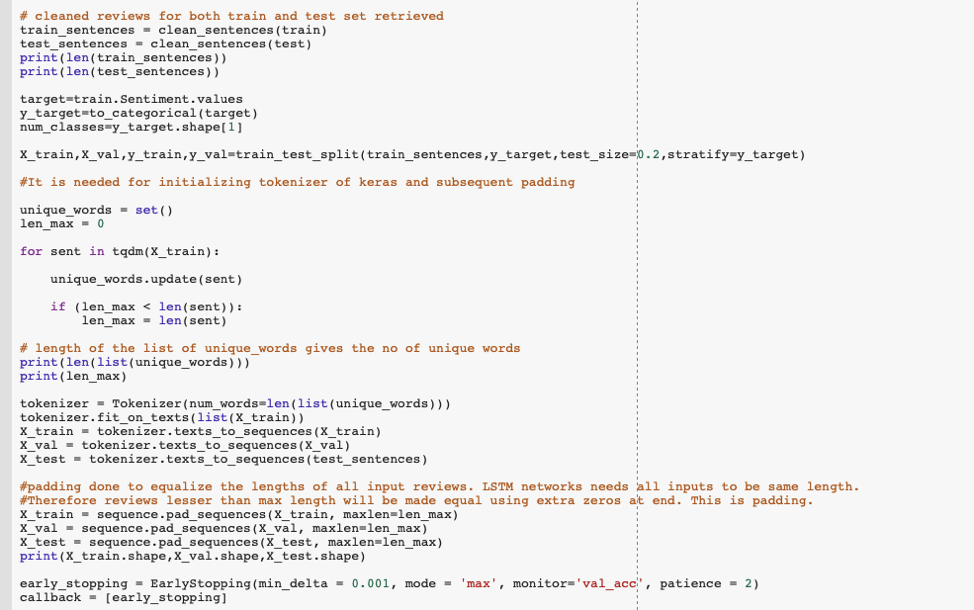 # cleaned reviews for both train and test set retrieved
train_sentences = clean_sentences(train)
test_sentences = clean_sentences(test)
print(len(train_sentences))
print(len(test_sentences))
target=train.Sentiment.values
y_target=to_categorical(target)
num_classes=y_target.shape[1]
X_train,X_val,y_train,y_val=train_test_split(train_sentences,y_target,test_size=0.2,stratify=y_target)
#It is needed for initializing tokenizer of keras and subsequent padding
unique_words = set()
len_max = 0
for sent in tqdm(X_train):
    unique_words.update(sent)
    if (len_max < len(sent)):
        len_max = len(sent)
# length of the list of unique_words gives the no of unique words
print(len(list(unique_words)))
print(len_max)
tokenizer = Tokenizer(num_words=len(list(unique_words)))
tokenizer.fit_on_texts(list(X_train))
X_train = tokenizer.texts_to_sequences(X_train)
X_val = tokenizer.texts_to_sequences(X_val)
X_test = tokenizer.texts_to_sequences(test_sentences)
#padding done to equalize the lengths of all input reviews. LSTM networks needs all inputs to be same length.
#Therefore reviews lesser than max length will be made equal using extra zeros at end. This is padding.
X_train = sequence.pad_sequences(X_train, maxlen=len_max)
X_val = sequence.pad_sequences(X_val, maxlen=len_max)
X_test = sequence.pad_sequences(X_test, maxlen=len_max)
print(X_train.shape,X_val.shape,X_test.shape)
early_stopping = EarlyStopping(min_delta = 0.001, mode = 'max', monitor='val_acc', patience = 2)
callback = [early_stopping]